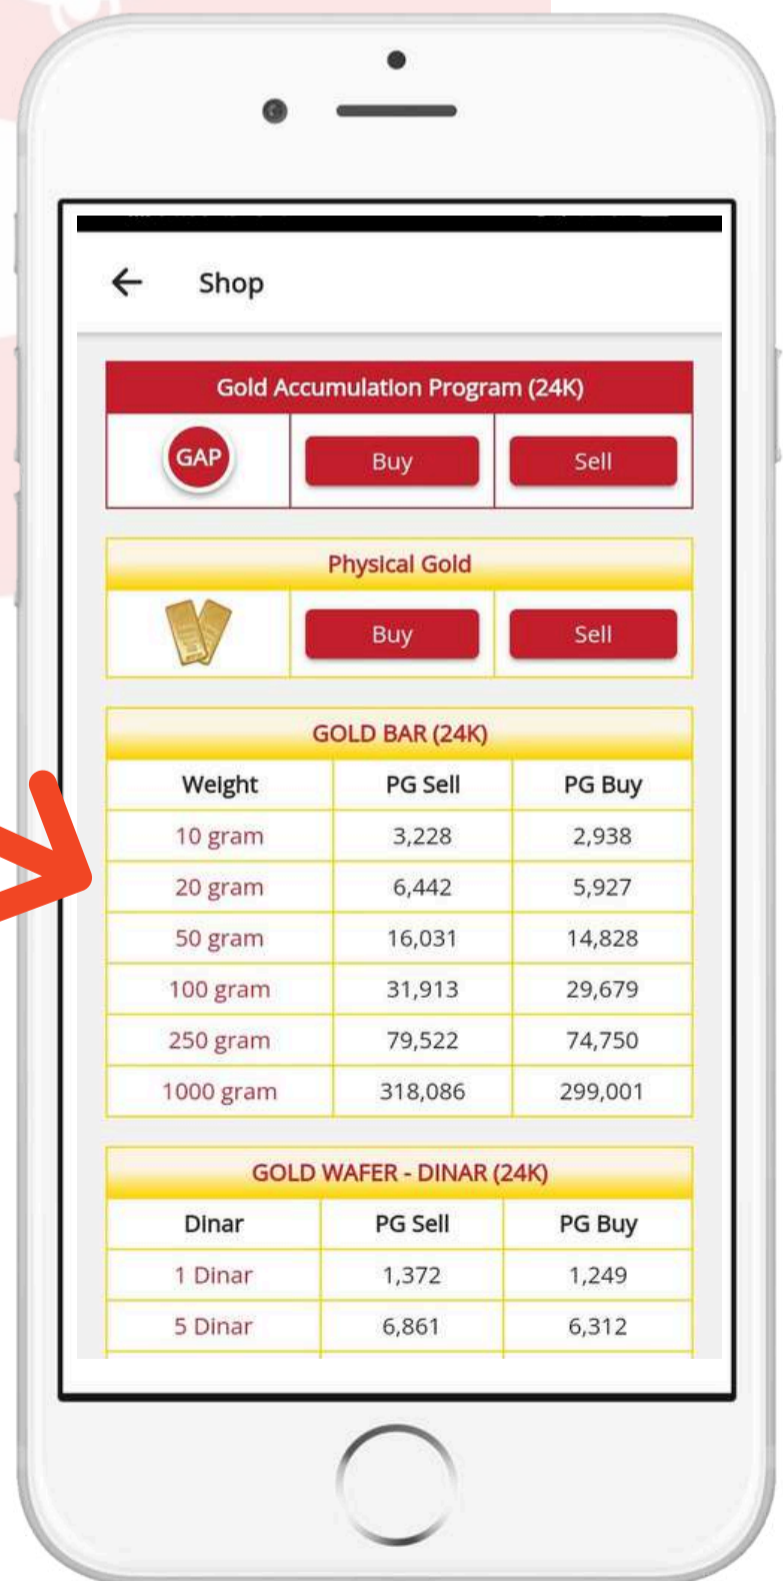 Shop
Gold Accumulation Program (24K)
GAP Buy Sell
Physical Gold
Buy Sell
GOLD BAR (24K)
Weight PG Sell PG Buy
10 gram 3,228 2,938
20 gram 6,442 5,927
50 gram 16,031 14,828
100 gram 31,913 29,679
250 gram 79,522 74,750
1000 gram 318,086 299,001
GOLD WAFER - DINAR (24K)
Dinar PG Sell PG Buy
1 Dinar 1,372 1,249
5 Dinar 6,861 6,312